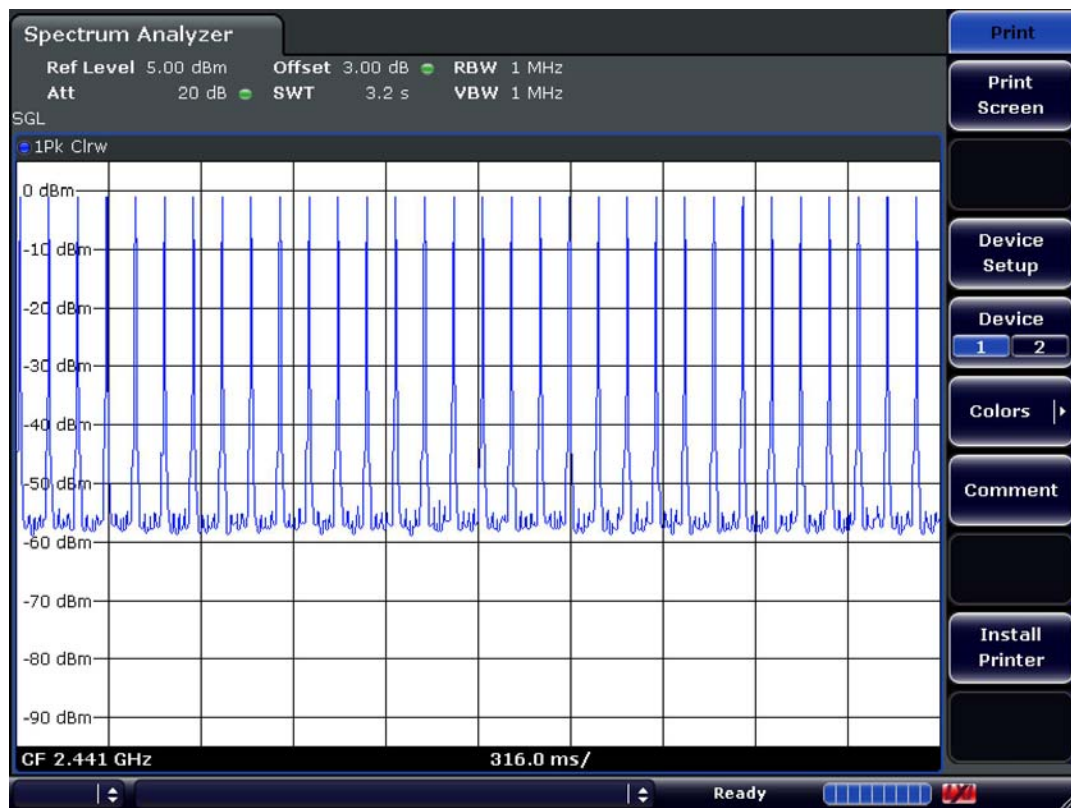 Spectrum Analyzer
Ref Level 5.00 dBm Offset 3.00 dB RBW 1 MHz
Att 20 dB SWT 3.2 s VBW 1 MHz
SGL
1Pk Clrw
0 dBm
-10 dBm
-20 dBm
-30 dBm
-40 dBm
-50 dBm
-60 dBm
-70 dBm
-80 dBm
-90 dBm
CF 2.441 GHz 316.0 ms/
Ready
Print
Print
Screen
Device
Setup
Device
1 2
Colors
Comment
Install
Printer